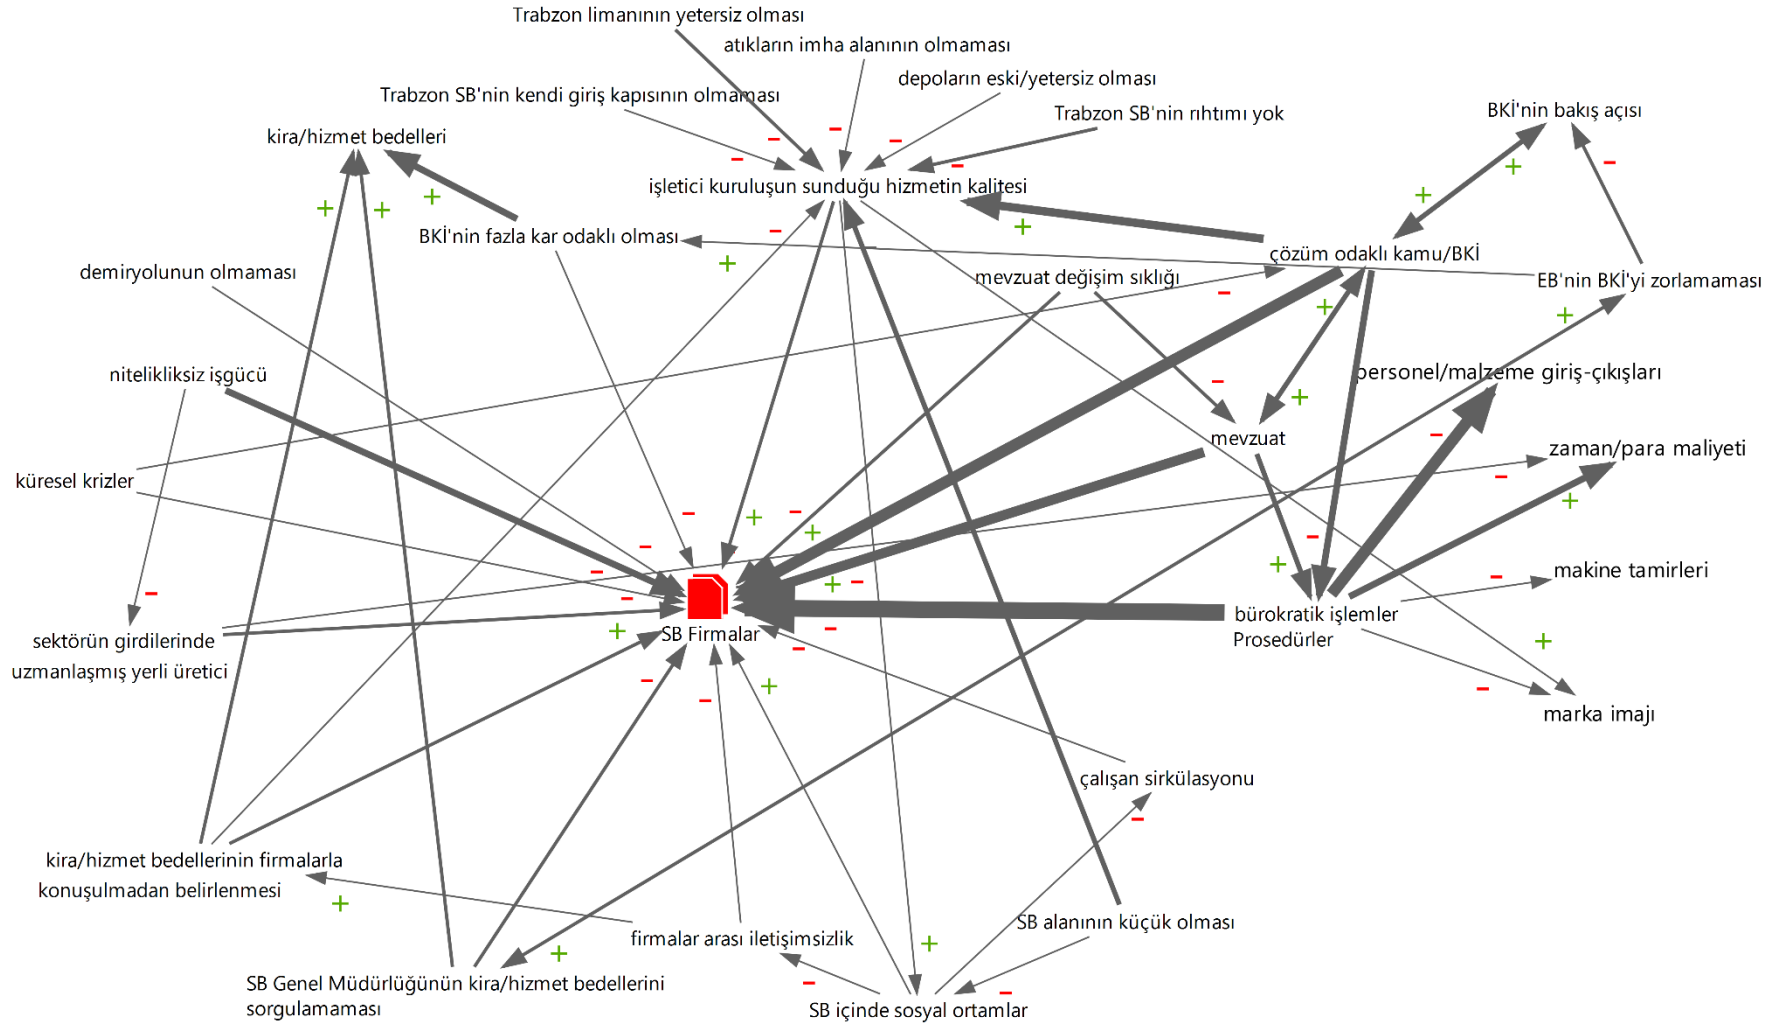 Trabzon limanının yetersiz olması
atıkların imha alanının olmaması
depoların eski/yetersiz olması
Trabzon SB'nin kendi giriş kapısının olmaması
Trabzon SB'nin rıhtımı yok
BKİ'nin bakış açısı
kira/hizmet bedelleri
işletici kuruluşun sunduğu hizmetin kalitesi
BKİ'nin fazla kar odaklı olması
çözüm odaklı kamu/BKİ
demiryolunun olmaması
mevzuat değişim sıklığı
EB'nin BKİ'yi zorlamaması
nitelikliksiz işgücü
personel/malzeme giriş-çıkışları
mevzuat
zaman/para maliyeti
küresel krizler
makine tamirleri
bürokratik işlemler
Prosedürler
SB Firmalar
sektörün girdilerinde
uzmanlaşmış yerli üretici
marka imajı
çalışan sirkülasyonu
kira/hizmet bedellerinin firmalarla
konuşulmadan belirlenmesi
SB alanının küçük olması
firmalar arası iletişimsizlik
SB Genel Müdürlüğünün kira/hizmet bedellerini
sorgulamaması
SB içinde sosyal ortamlar